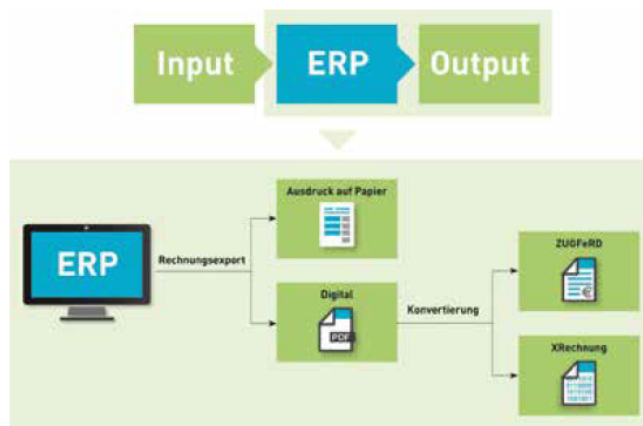 Input
ERP
Output
Ausdruck auf Papier
ERP
Rechnungsexport
Digital
PDF
Konvertierung
ZUGFeRD
XRechnung